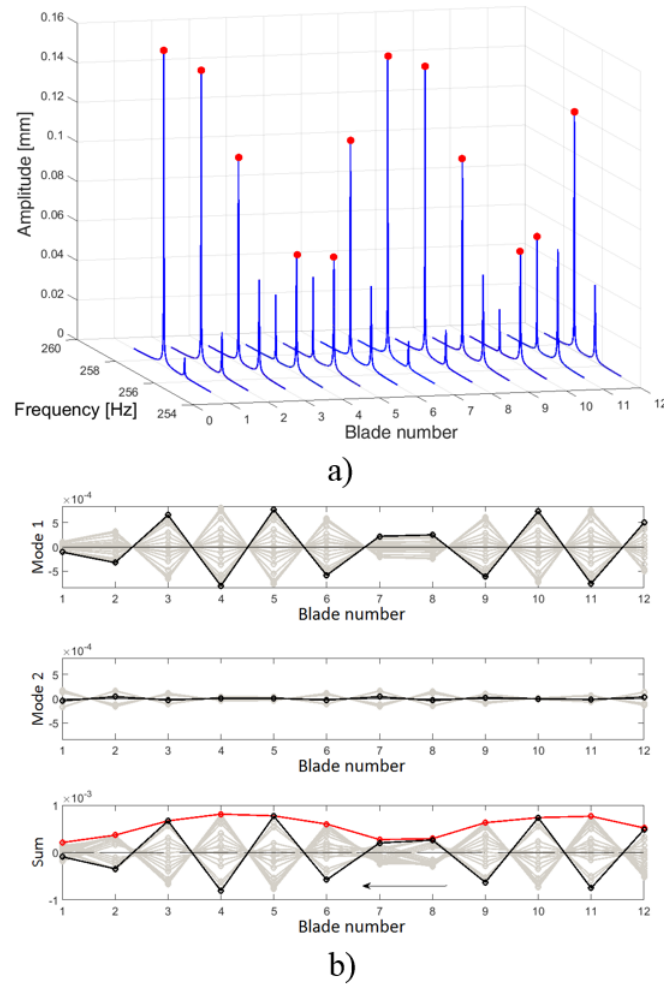 0.16
0.14
0.12
0.1
0.08
0.06
0.04
0.02
0
Amplitude [mm]
260
258
256
254
Frequency [Hz]
0 1 2 3 4 5 6 7 8 9 10 11 12
Blade number
a)
×10⁻⁴
5
0
-5
Mode 1
1 2 3 4 5 6 7 8 9 10 11 12
Blade number
×10⁻⁴
5
0
-5
Mode 2
1 2 3 4 5 6 7 8 9 10 11 12
Blade number
×10⁻³
1
0
-1
Sum
1 2 3 4 5 6 7 8 9 10 11 12
Blade number
b)